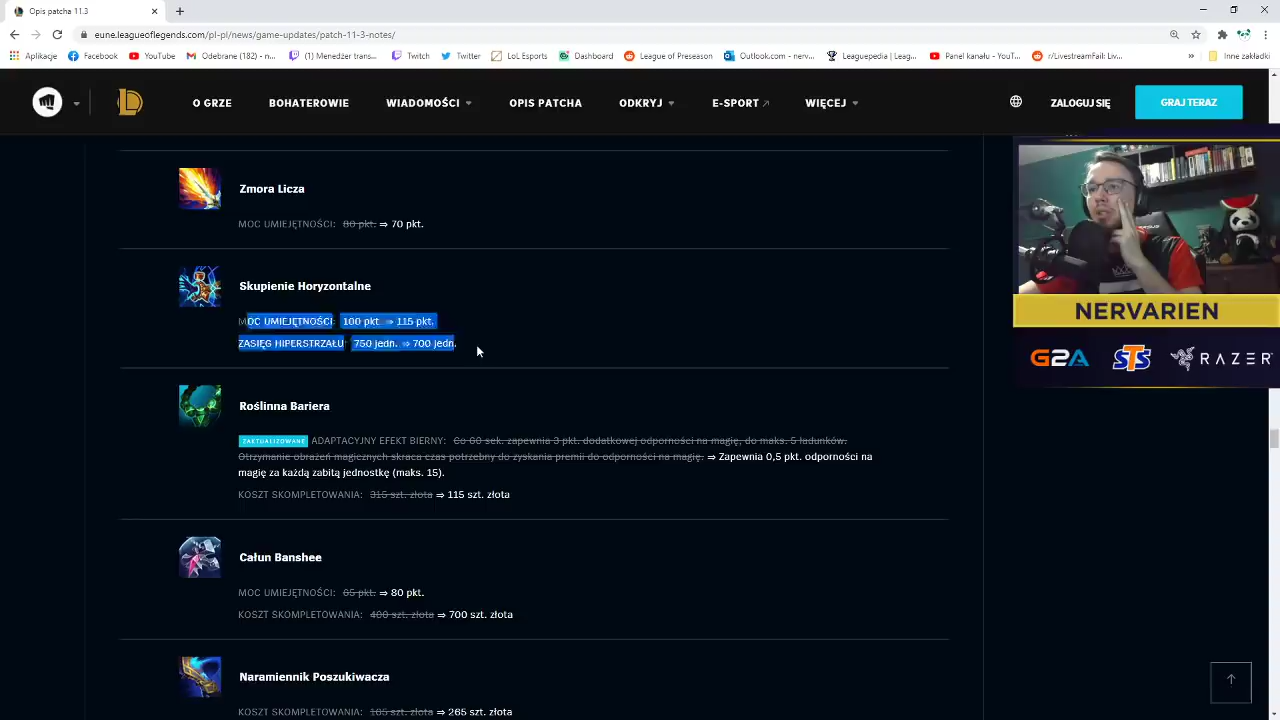 Opis patcha 11.3
eune.leagueoflegends.com/pl-pl/news/game-updates/patch-11-3-notes/
Aplikacje Facebook YouTube Odebrane (182) - n... (1) Menedżer trans... Twitch Twitter LoL Esports Dashboard League of Preseason Outlook.com - nerv... Leaguepedia | Leag... Panel kanału - YouT... r/LivestreamFail: Liv... » Inne zakładki
O GRZE BOHATEROWIE WIADOMOŚCI OPIS PATCHA ODKRYJ E-SPORT WIĘCEJ ZALOGUJ SIĘ GRAJ TERAZ
Zmora Licza
MOC UMIEJĘTNOŚCI: 80 pkt. ⇒ 70 pkt.
Skupienie Horyzontalne
MOC UMIEJĘTNOŚCI: 100 pkt. ⇒ 115 pkt.
ZASIĘG HIPERSTRZAŁU: 750 jedn. ⇒ 700 jedn.
Roślinna Bariera
ZAKTUALIZOWANE ADAPTACYJNY EFEKT BIERNY: Co 60 sek. zapewnia 3 pkt. dodatkowej odporności na magię, do maks. 5 ładunków.
Otrzymanie obrażeń magicznych skraca czas potrzebny do zyskania premii do odporności na magię. ⇒ Zapewnia 0,5 pkt. odporności na
magię za każdą zabitą jednostkę (maks. 15).
KOSZT SKOMPLETOWANIA: 315 szt. złota ⇒ 115 szt. złota
Całun Banshee
MOC UMIEJĘTNOŚCI: 65 pkt. ⇒ 80 pkt.
KOSZT SKOMPLETOWANIA: 400 szt. złota ⇒ 700 szt. złota
Naramiennik Poszukiwacza
KOSZT SKOMPLETOWANIA: 165 szt. złota ⇒ 265 szt. złota
NERVARIEN
G2A STS RAZER